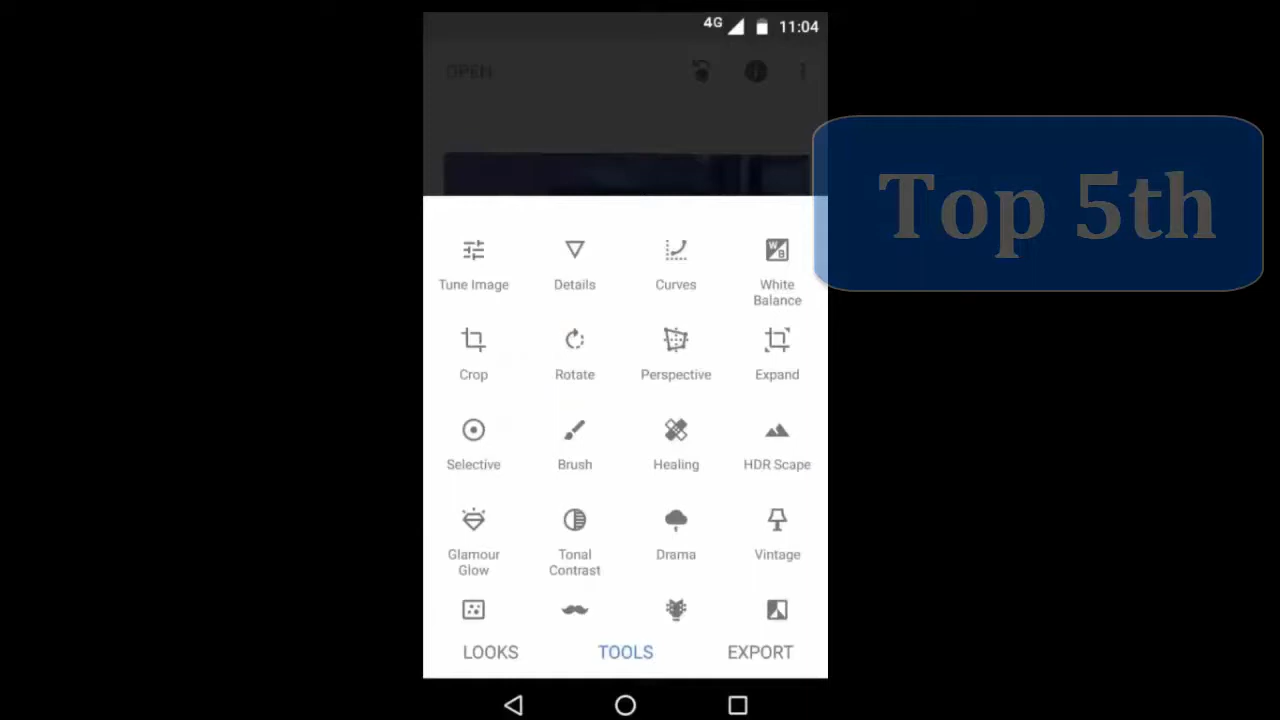 4G 11:04
OPEN
Top 5th
Tune Image Details Curves White
Balance
Crop Rotate Perspective Expand
Selective Brush Healing HDR Scape
Glamour Tonal Drama Vintage
Glow Contrast
LOOKS TOOLS EXPORT